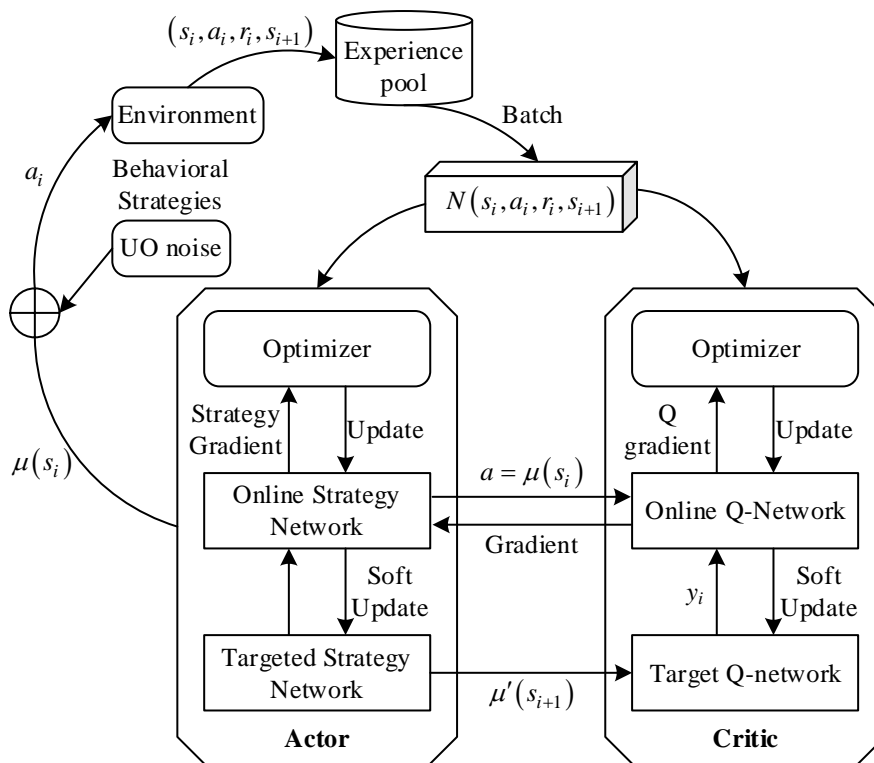 (s_i, a_i, r_i, s_{i+1})
Experience
pool
Environment
Batch
a_i
Behavioral
Strategies
N(s_i, a_i, r_i, s_{i+1})
UO noise
Optimizer
Optimizer
Strategy
Gradient
Update
Q
gradient
Update
μ(s_i)
a = μ(s_i)
Online Strategy
Network
Online Q-Network
Gradient
Soft
Update
y_i
Soft
Update
Targeted Strategy
Network
Target Q-network
μ′(s_{i+1})
Actor
Critic